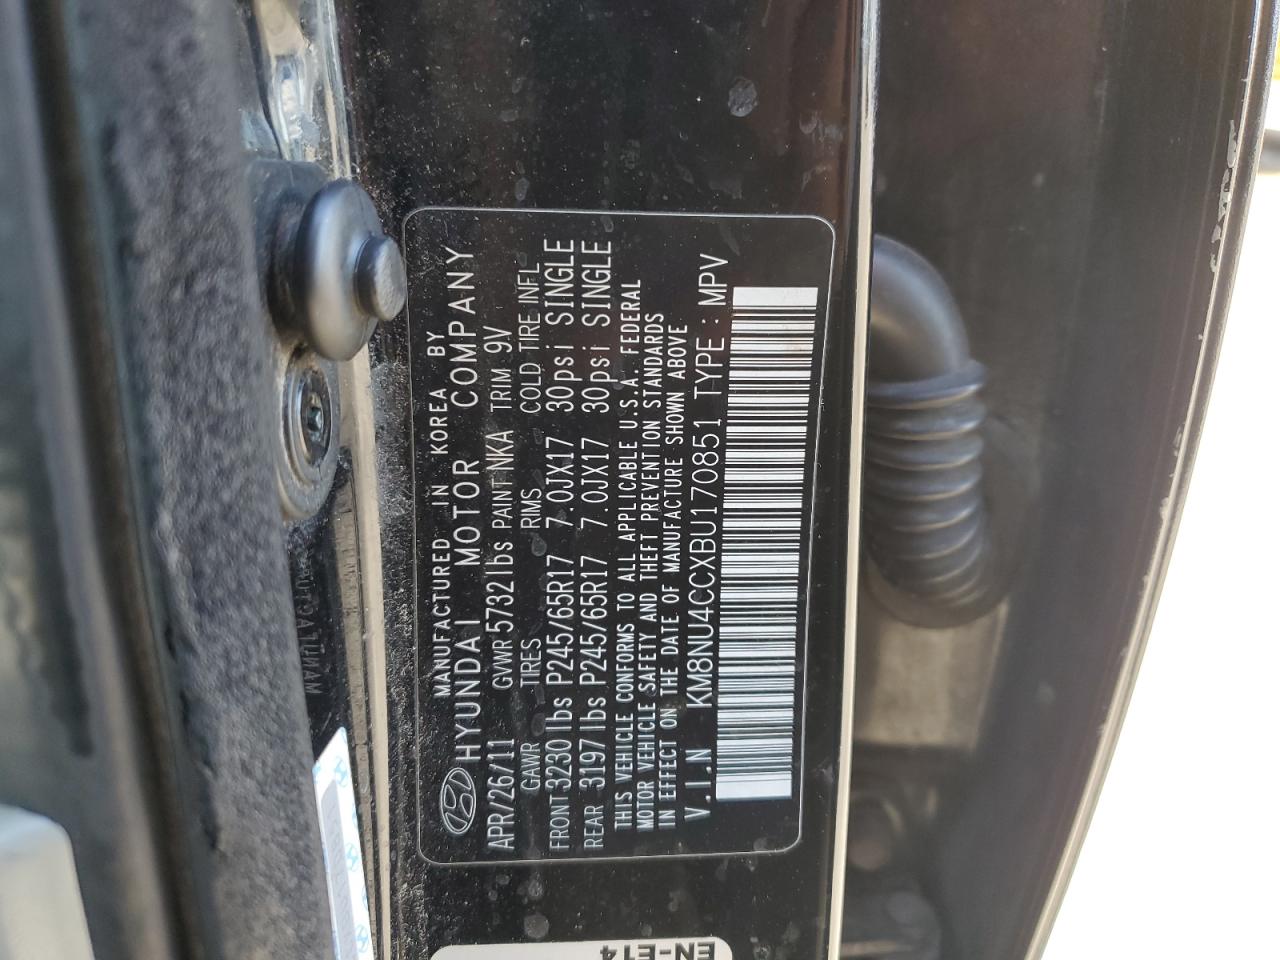 MANUFACTURED IN KOREA BY
HYUNDAI MOTOR COMPANY
APR/26/11 GVWR 5732lbs PAINT NKA TRIM 9V
GAWR TIRES RIMS COLD TIRE INFL
FRONT 3230lbs P245/65R17 7.0JX17 30psi SINGLE
REAR 3197lbs P245/65R17 7.0JX17 30psi SINGLE
THIS VEHICLE CONFORMS TO ALL APPLICABLE U.S.A. FEDERAL
MOTOR VEHICLE SAFETY AND THEFT PREVENTION STANDARDS
IN EFFECT ON THE DATE OF MANUFACTURE SHOWN ABOVE
V.I.N KM8NU4CCXBU170851 TYPE : MPV
EN-E14